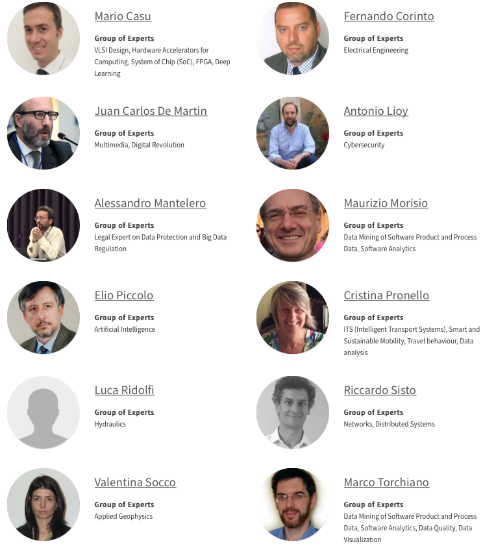 Mario Casu
Group of Experts
VLSI Design, Hardware Accelerators for
Computing, System of Chip (SoC), FPGA, Deep
Learning
Fernando Corinto
Group of Experts
Electrical Engineering
Juan Carlos De Martin
Group of Experts
Multimedia, Digital Revolution
Antonio Lioy
Group of Experts
Cybersecurity
Alessandro Mantelero
Group of Experts
Legal Expert on Data Protection and Big Data
Regulation
Maurizio Morisio
Group of Experts
Data Mining of Software Product and Process
Data, Software Analytics
Elio Piccolo
Group of Experts
Artificial Intelligence
Cristina Pronello
Group of Experts
ITS (Intelligent Transport Systems), Smart and
Sustainable Mobility, Travel behaviour, Data
analysis
Luca Ridolfi
Group of Experts
Hydraulics
Riccardo Sisto
Group of Experts
Networks, Distributed Systems
Valentina Socco
Group of Experts
Applied Geophysics
Marco Torchiano
Group of Experts
Data Mining of Software Product and Process
Data, Software Analytics, Data Quality, Data
Visualization